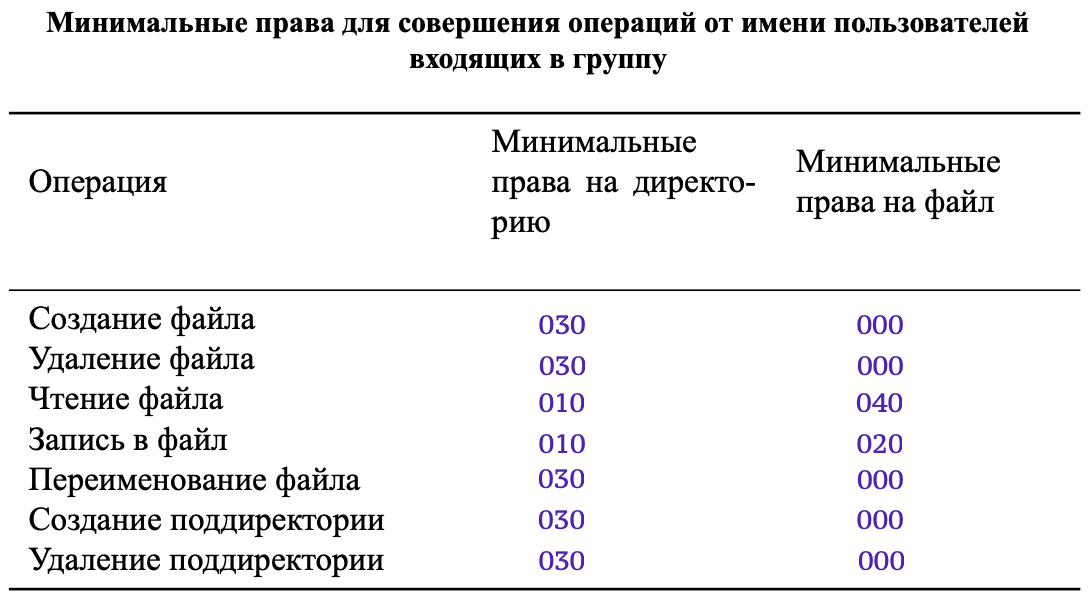 Минимальные права для совершения операций от имени пользователей
входящих в группу
Операция
Минимальные
права на директо-
рию
Минимальные
права на файл
Создание файла 030 000
Удаление файла 030 000
Чтение файла 010 040
Запись в файл 010 020
Переименование файла 030 000
Создание поддиректории 030 000
Удаление поддиректории 030 000